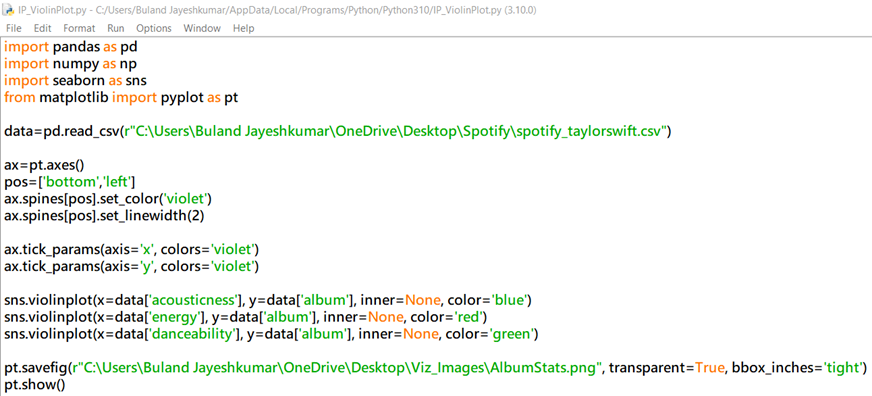 IP_ViolinPlot.py - C:/Users/Buland Jayeshkumar/AppData/Local/Programs/Python/Python310/IP_ViolinPlot.py (3.10.0)
File Edit Format Run Options Window Help
import pandas as pd
import numpy as np
import seaborn as sns
from matplotlib import pyplot as pt
data=pd.read_csv(r"C:\Users\Buland Jayeshkumar\OneDrive\Desktop\Spotify\spotify_taylorswift.csv")
ax=pt.axes()
pos=['bottom','left']
ax.spines[pos].set_color('violet')
ax.spines[pos].set_linewidth(2)
ax.tick_params(axis='x', colors='violet')
ax.tick_params(axis='y', colors='violet')
sns.violinplot(x=data['acousticness'], y=data['album'], inner=None, color='blue')
sns.violinplot(x=data['energy'], y=data['album'], inner=None, color='red')
sns.violinplot(x=data['danceability'], y=data['album'], inner=None, color='green')
pt.savefig(r"C:\Users\Buland Jayeshkumar\OneDrive\Desktop\Viz_Images\AlbumStats.png", transparent=True, bbox_inches='tight')
pt.show()